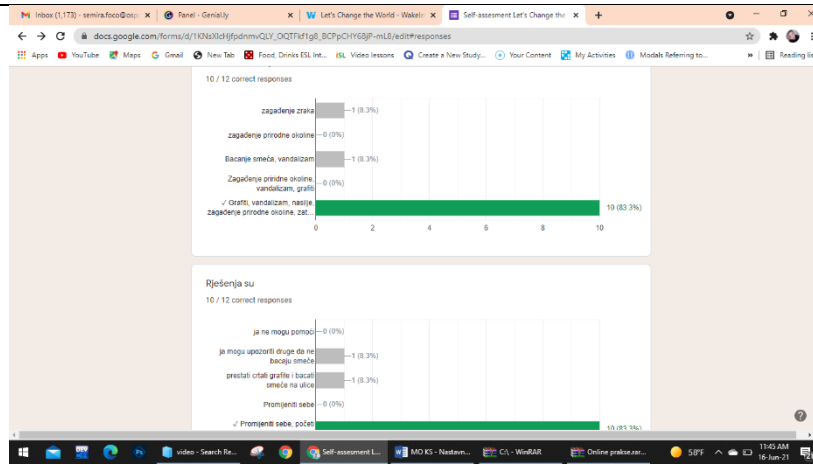 Inbox (1,173) - semira.foco@osp
Panel - Genial.ly
Let's Change the World - Wakele
Self-assesment Let's Change the
docs.google.com/forms/d/
/edit#responses
Apps YouTube Maps Gmail New Tab Food, Drinks ESL Int... iSL Video lessons Create a New Study... Your Content My Activities Modals Referring to... » Reading lis
10 / 12 correct responses
zagađenje zraka 1 (8.3%)
zagađenje prirodne okoline 0 (0%)
Bacanje smeća, vandalizam 1 (8.3%)
Zagađenje prirodne okoline,
vandalizam, grafiti 0 (0%)
✓ Grafiti, vandalizam, nasilje,
zagađenje prirodne okoline, zat... 10 (83.3%)
0 2 4 6 8 10
Rješenja su
10 / 12 correct responses
ja ne mogu pomoći 0 (0%)
ja mogu upozoriti druge da ne
bacaju smeće 1 (8.3%)
prestati crtati grafite i bacati
smeće na ulice 1 (8.3%)
Promijeniti sebe 0 (0%)
✓ Promijeniti sebe, početi 10 (83.3%)
video - Search Re... Self-assesment L... MO KS - Nastavn... C:\ - WinRAR Online prakse.rar... 58°F 11:45 AM
16-Jun-21